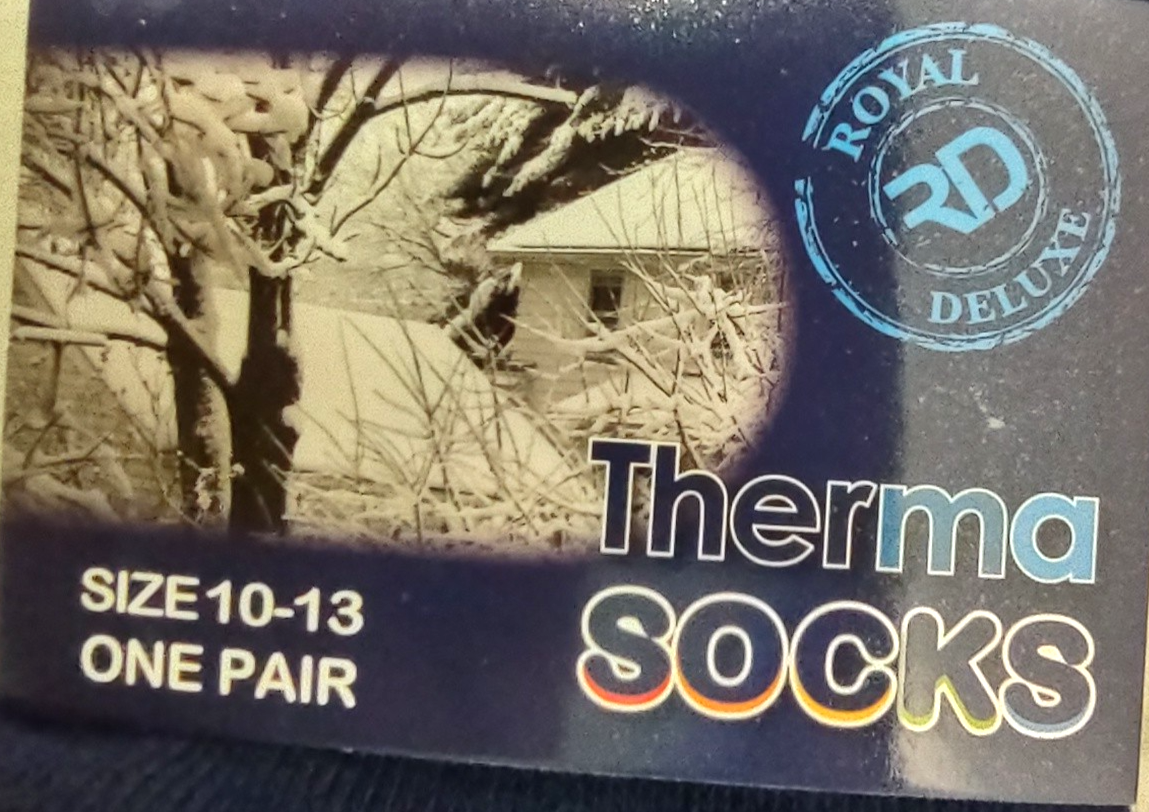 ROYAL
RD
DELUXE
Therma
SOCKS
SIZE 10-13
ONE PAIR